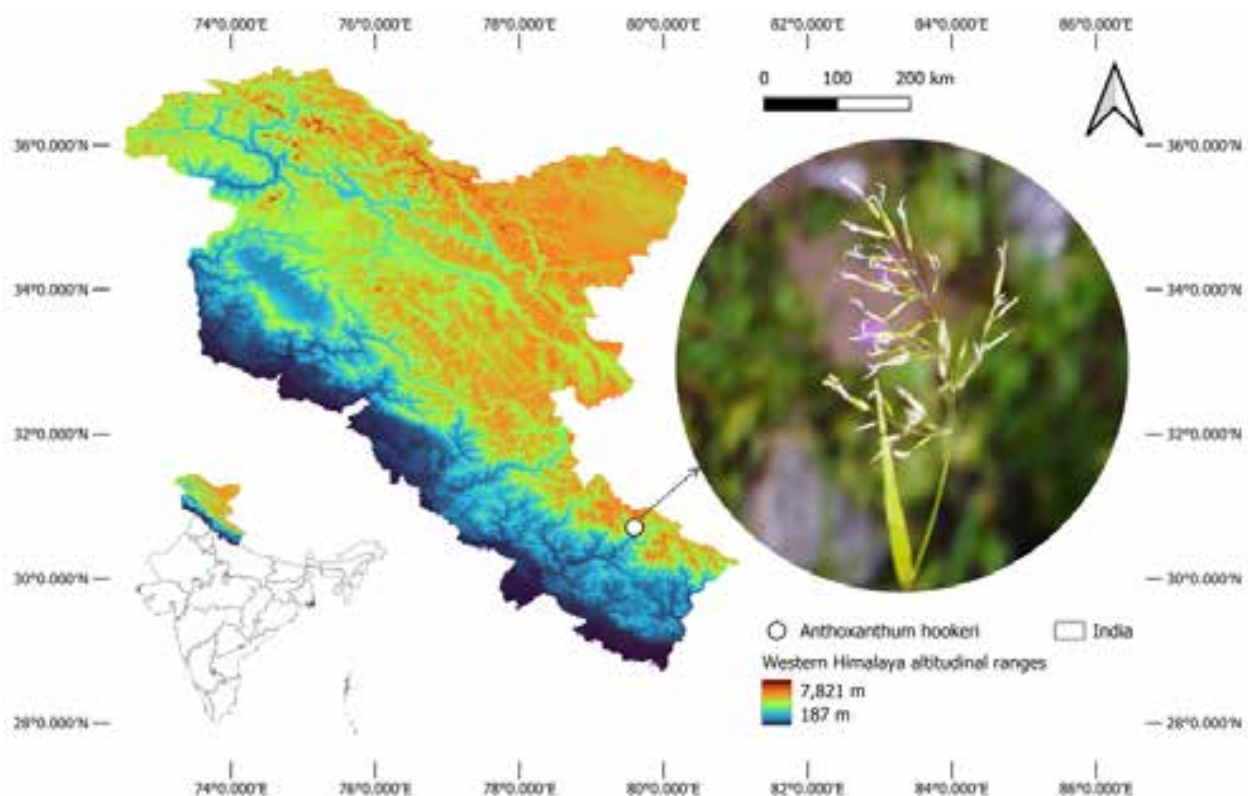 74°0.000'E 76°0.000'E 78°0.000'E 80°0.000'E 82°0.000'E 84°0.000'E 86°0.000'E
0 100 200 km
36°0.000'N 36°0.000'N
34°0.000'N 34°0.000'N
32°0.000'N 32°0.000'N
30°0.000'N 30°0.000'N
Anthoxanthum hookeri India
Western Himalaya altitudinal ranges
7,821 m
187 m
28°0.000'N 28°0.000'N
74°0.000'E 76°0.000'E 78°0.000'E 80°0.000'E 82°0.000'E 84°0.000'E 86°0.000'E